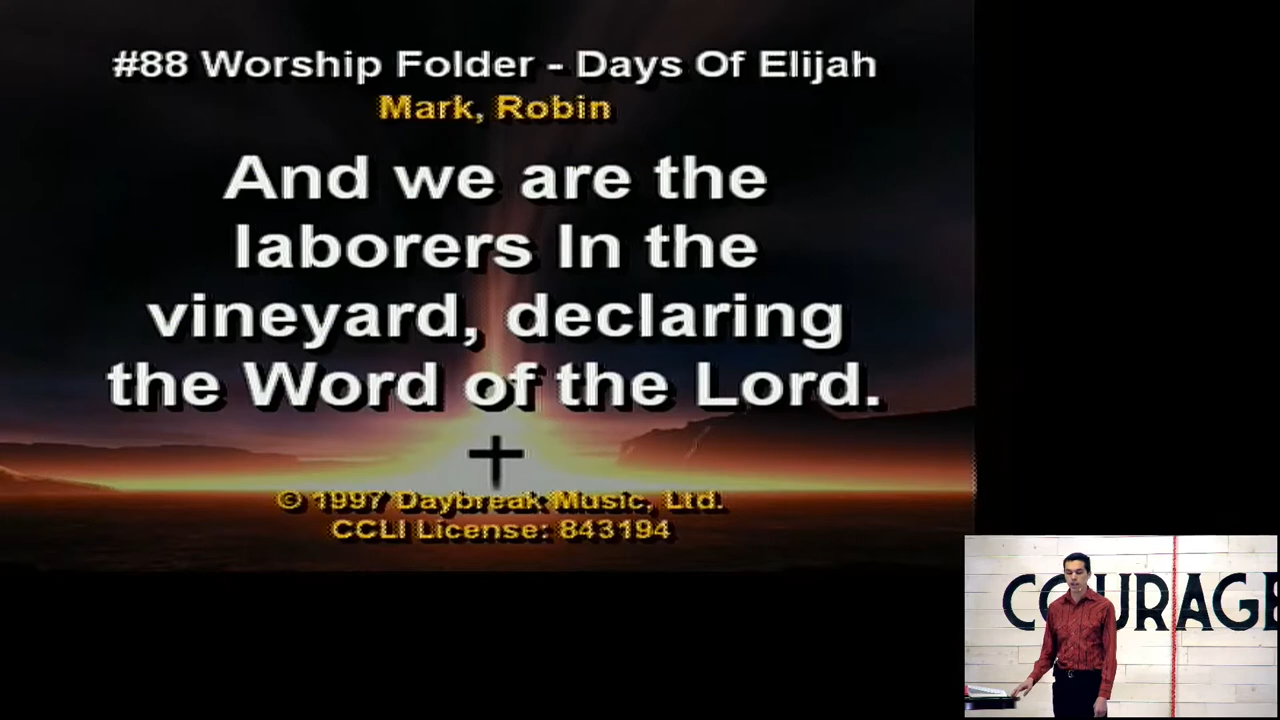 #88 Worship Folder - Days Of Elijah
Mark, Robin
And we are the
laborers In the
vineyard, declaring
the Word of the Lord.
© 1997 Daybreak Music, Ltd.
CCLI License: 843194
COURAGE